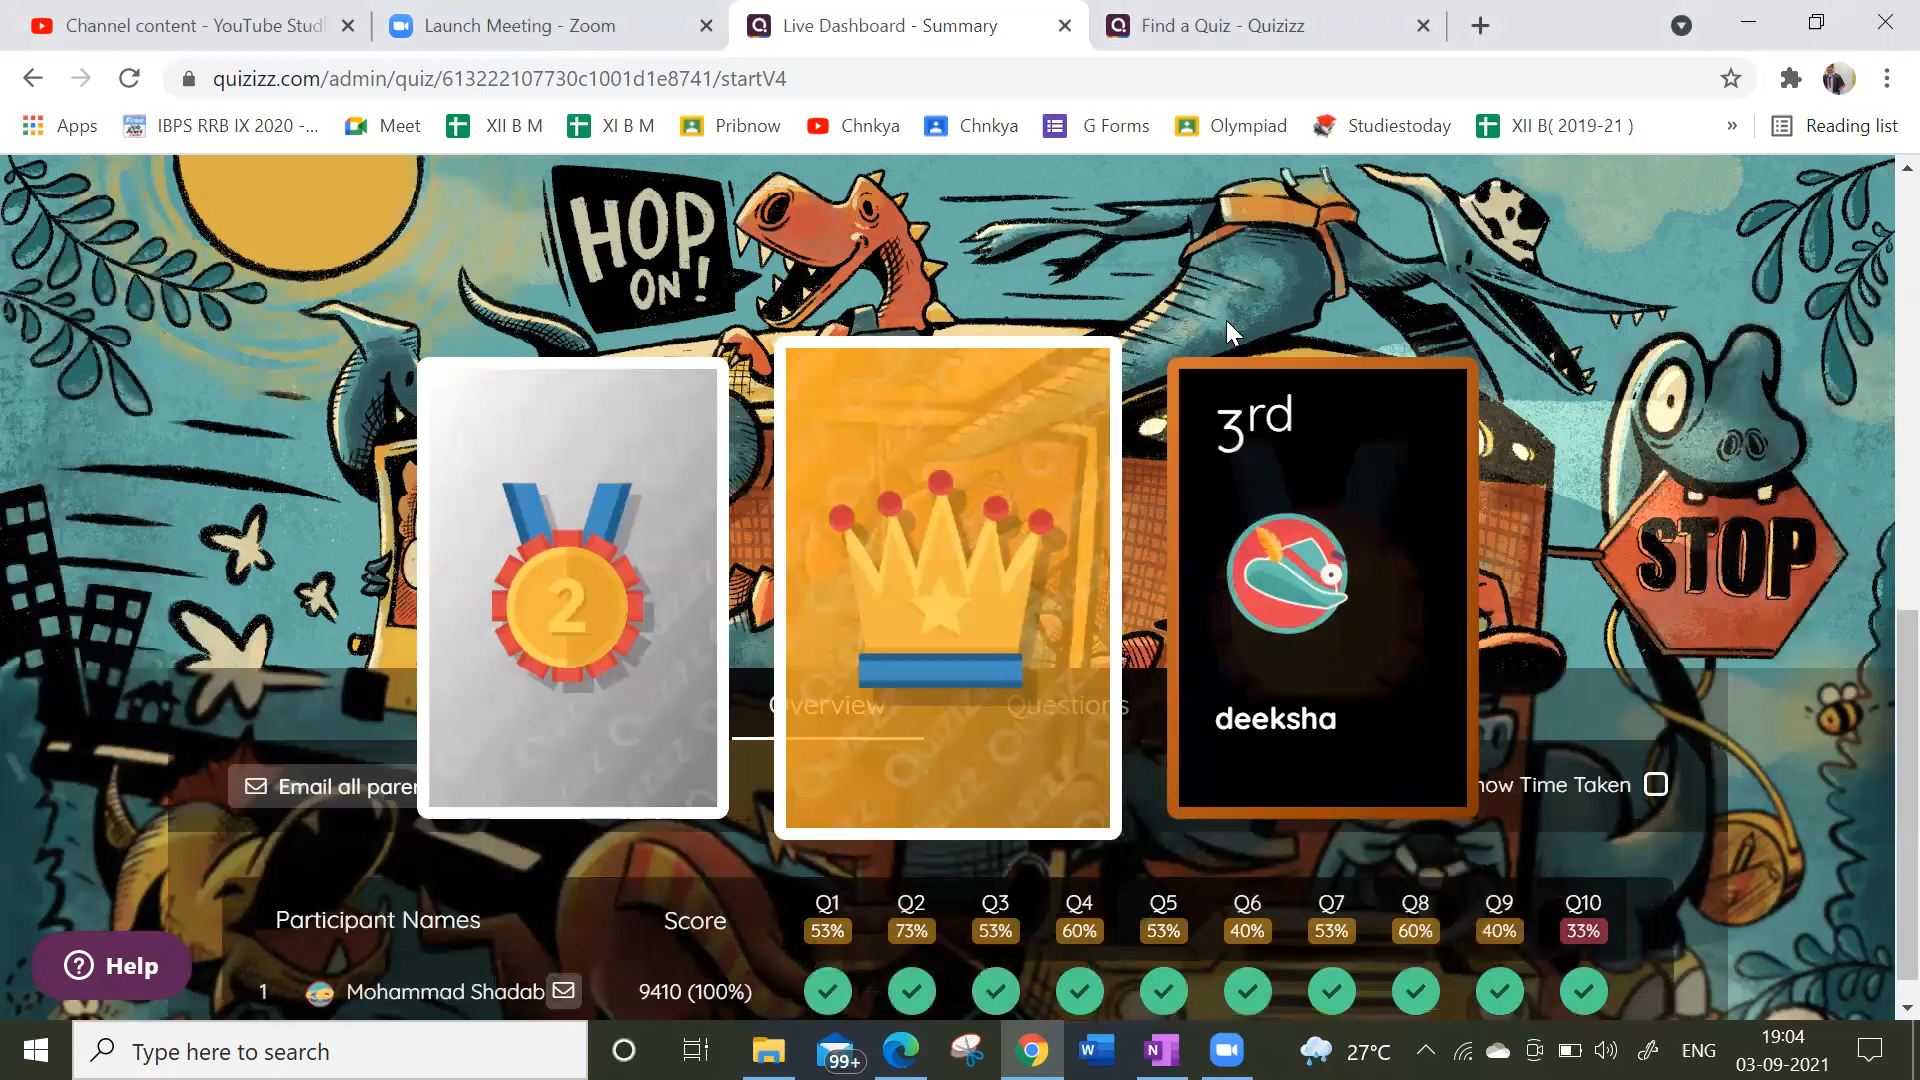 Channel content - YouTube Stud
Launch Meeting - Zoom
Live Dashboard - Summary
Find a Quiz - Quizizz
quizizz.com/admin/quiz/613222107730c1001d1e8741/startV4
Apps
IBPS RRB IX 2020 -...
Meet
XII B M
XI B M
Pribnow
Chnkya
Chnkya
G Forms
Olympiad
Studiestoday
XII B( 2019-21 )
»
Reading list
HOP
ON!
STOP
3rd
2
deeksha
Overview
Questions
Email all paren
how Time Taken
Participant Names
Score
Q1 Q2 Q3 Q4 Q5 Q6 Q7 Q8 Q9 Q10
53% 73% 53% 60% 53% 40% 53% 60% 40% 33%
1 Mohammad Shadab 9410 (100%)
? Help
Type here to search
99+
27°C
ENG
19:04
03-09-2021